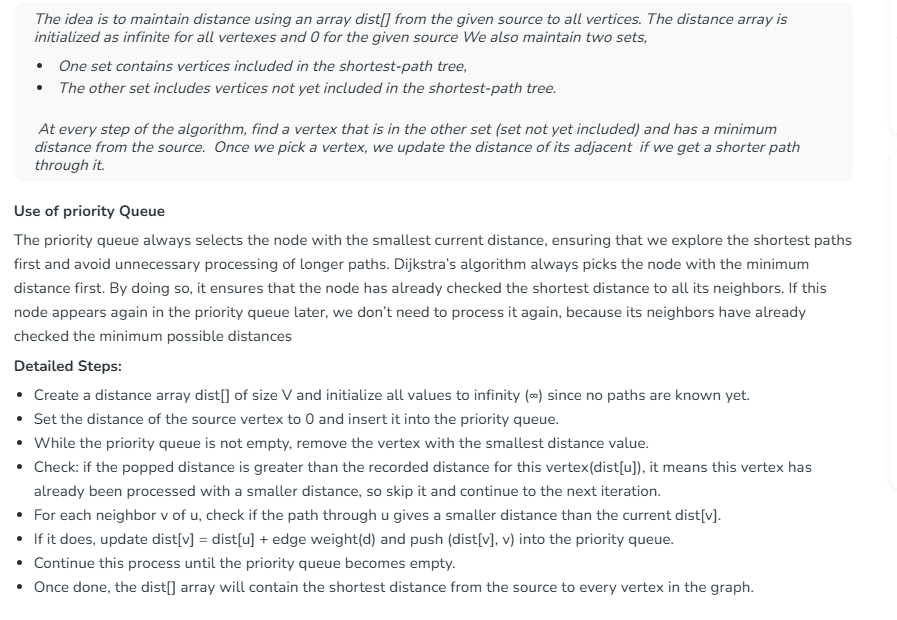 The idea is to maintain distance using an array dist[] from the given source to all vertices. The distance array is
initialized as infinite for all vertexes and 0 for the given source We also maintain two sets,
• One set contains vertices included in the shortest-path tree,
• The other set includes vertices not yet included in the shortest-path tree.
At every step of the algorithm, find a vertex that is in the other set (set not yet included) and has a minimum
distance from the source. Once we pick a vertex, we update the distance of its adjacent if we get a shorter path
through it.
Use of priority Queue
The priority queue always selects the node with the smallest current distance, ensuring that we explore the shortest paths
first and avoid unnecessary processing of longer paths. Dijkstra's algorithm always picks the node with the minimum
distance first. By doing so, it ensures that the node has already checked the shortest distance to all its neighbors. If this
node appears again in the priority queue later, we don't need to process it again, because its neighbors have already
checked the minimum possible distances
Detailed Steps:
• Create a distance array dist[] of size V and initialize all values to infinity (∞) since no paths are known yet.
• Set the distance of the source vertex to 0 and insert it into the priority queue.
• While the priority queue is not empty, remove the vertex with the smallest distance value.
• Check: if the popped distance is greater than the recorded distance for this vertex(dist[u]), it means this vertex has
already been processed with a smaller distance, so skip it and continue to the next iteration.
• For each neighbor v of u, check if the path through u gives a smaller distance than the current dist[v].
• If it does, update dist[v] = dist[u] + edge weight(d) and push (dist[v], v) into the priority queue.
• Continue this process until the priority queue becomes empty.
• Once done, the dist[] array will contain the shortest distance from the source to every vertex in the graph.